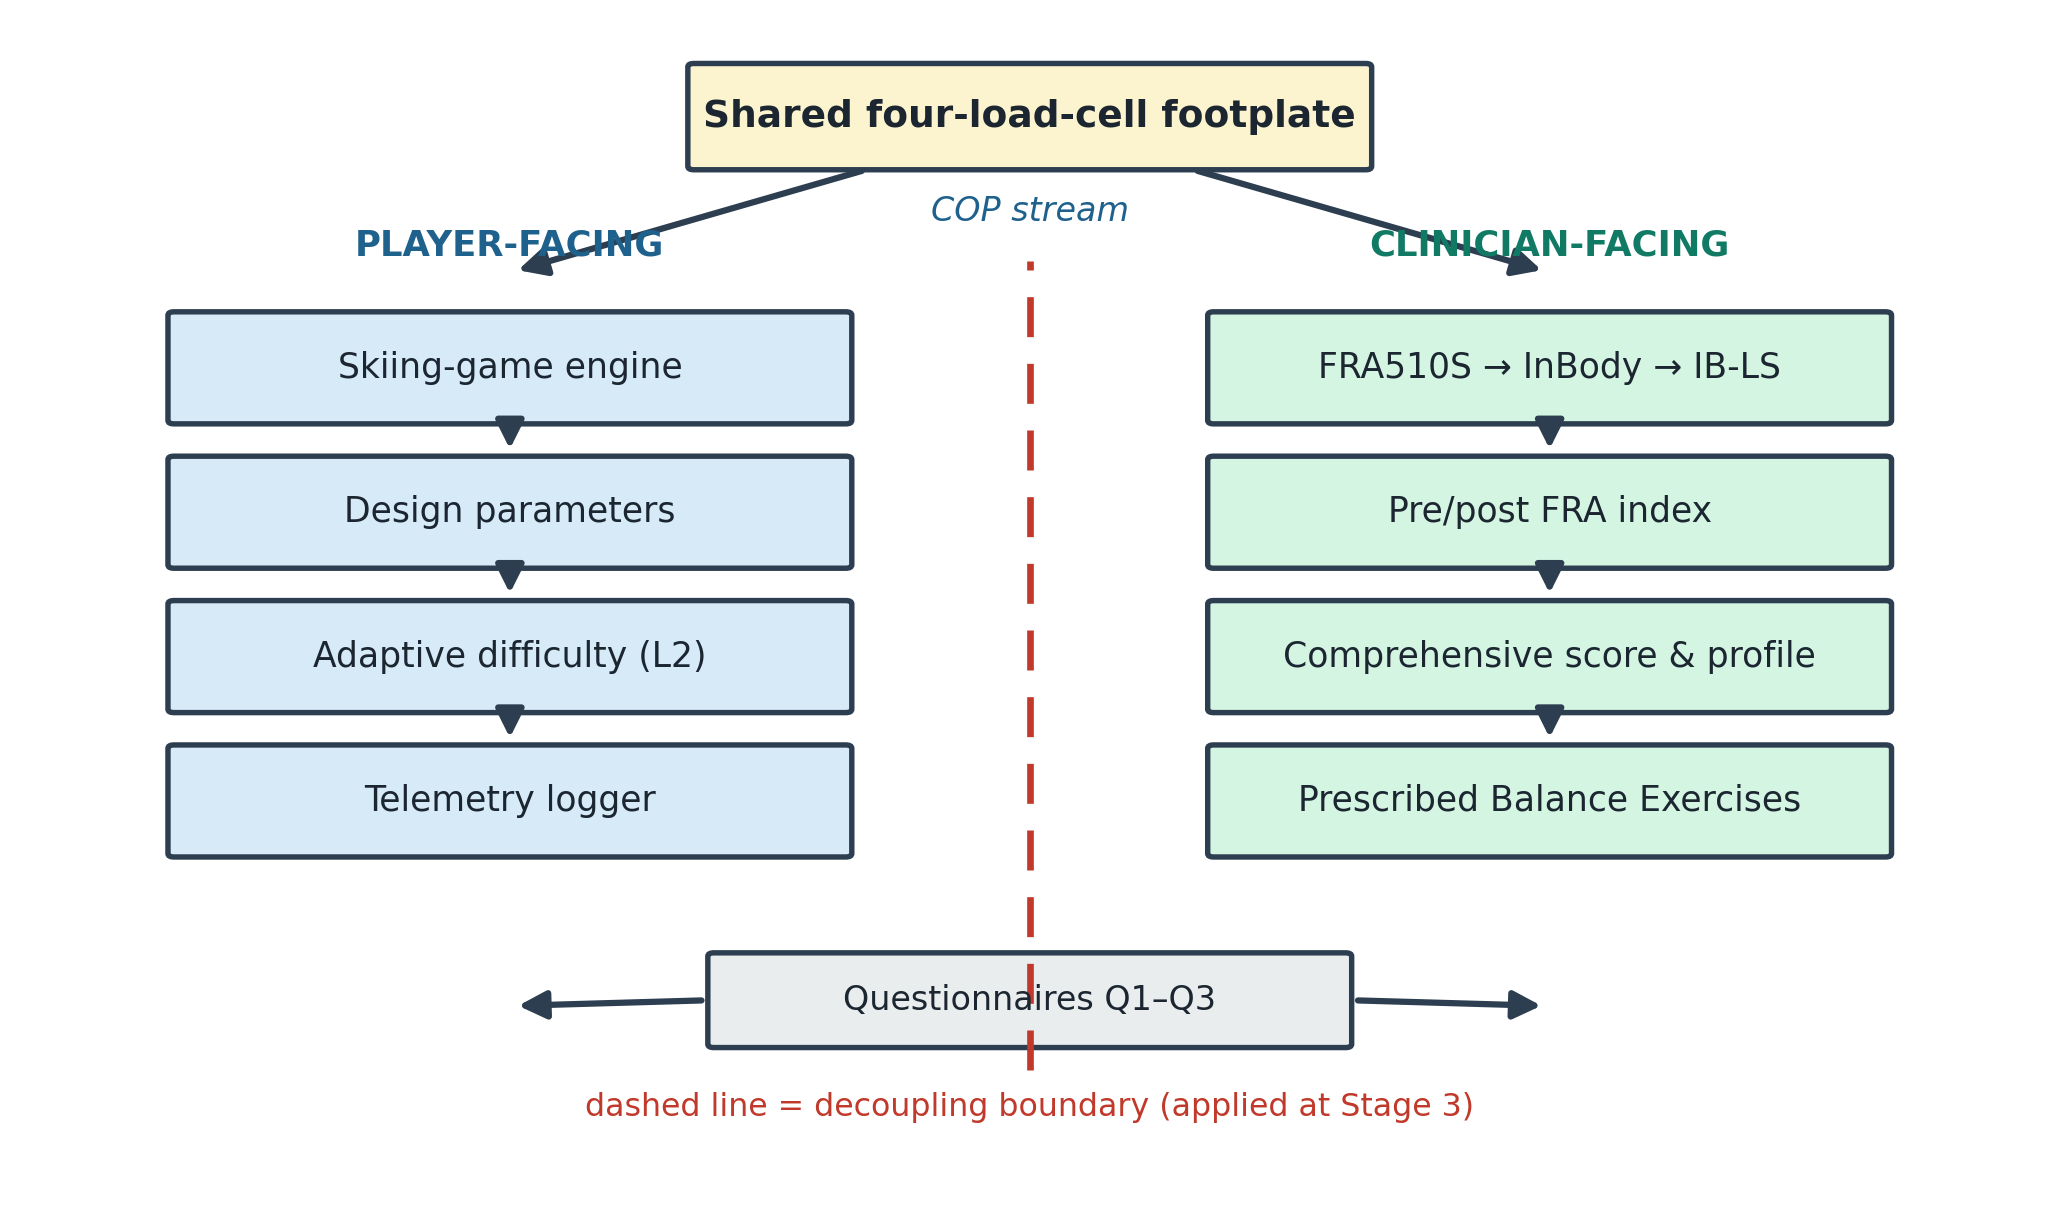 Shared four-load-cell footplate
COP stream
PLAYER-FACING
CLINICIAN-FACING
Skiing-game engine
Design parameters
Adaptive difficulty (L2)
Telemetry logger
FRA510S → InBody → IB-LS
Pre/post FRA index
Comprehensive score & profile
Prescribed Balance Exercises
Questionnaires Q1–Q3
dashed line = decoupling boundary (applied at Stage 3)